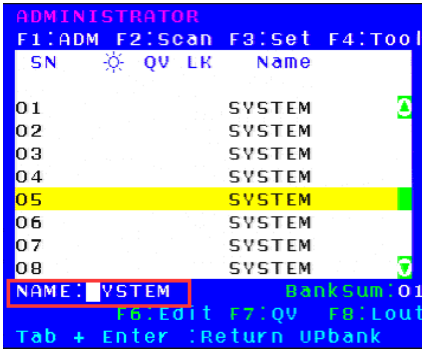 ADMINISTRATOR
F1:ADM F2:Scan F3:Set F4:Tool
SN QV LK Name
01 SYSTEM
02 SYSTEM
03 SYSTEM
04 SYSTEM
05 SYSTEM
06 SYSTEM
07 SYSTEM
08 SYSTEM
NAME: YSTEM BankSum:01
F6:Edit F7:QV F8:Lout
Tab + Enter :Return UPbank